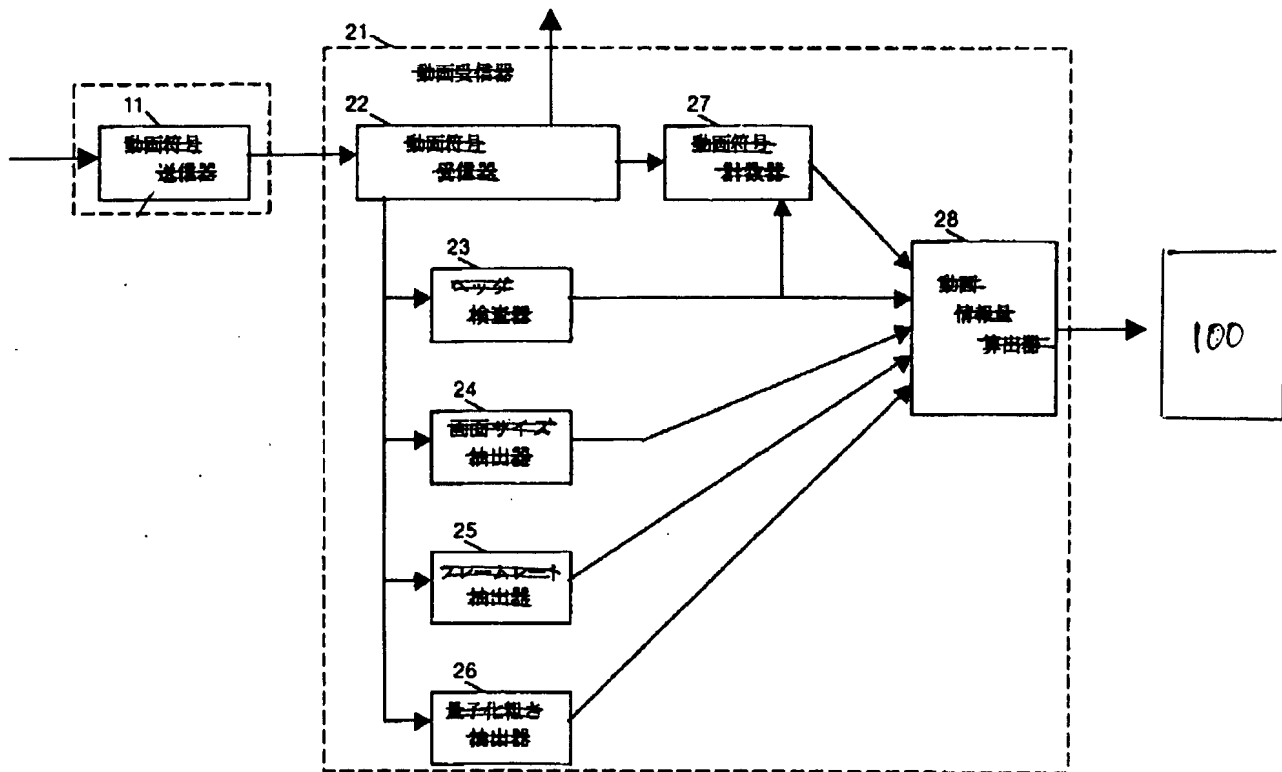 21
動画受信器
11
動画符号
送信器
22
動画符号
受信器
27
動画符号
計数器
23
ヘッダ
検査器
28
動画
情報量
算出器
100
24
画面サイズ
抽出器
25
フレームレート
抽出器
26
量子化粗さ
抽出器